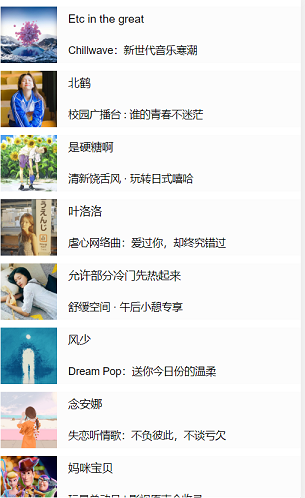 Etc in the great
Chillwave：新世代音乐寒潮
北鹤
校园广播台 : 谁的青春不迷茫
是硬糖啊
清新饶舌风 · 玩转日式嘻哈
叶洛洛
虐心网络曲：爱过你，却终究错过
允许部分冷门先热起来
舒缓空间 · 午后小憩专享
风少
Dream Pop：送你今日份的温柔
念安娜
失恋听情歌：不负彼此，不谈亏欠
妈咪宝贝